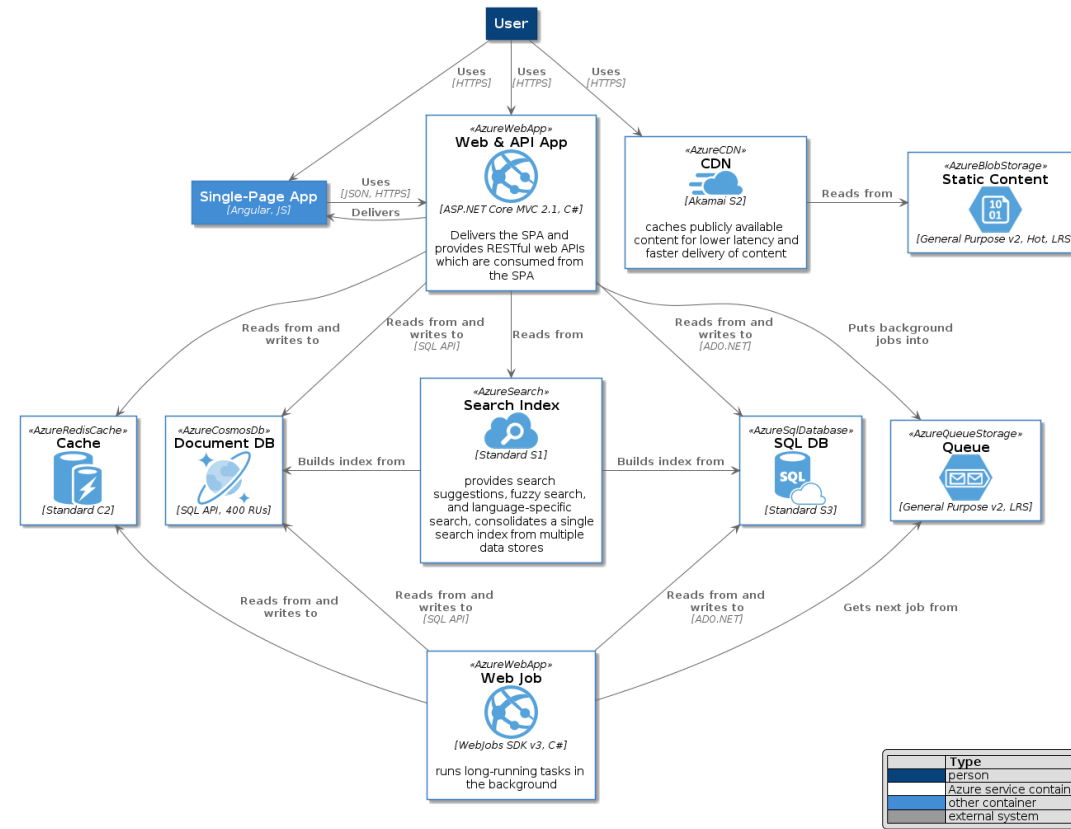 User
Uses
[HTTPS]
Uses
[HTTPS]
Uses
[HTTPS]
«AzureWebApp»
Web & API App
[ASP.NET Core MVC 2.1, C#]
Delivers the SPA and
provides RESTful web APIs
which are consumed from
the SPA
«AzureCDN»
CDN
[Akamai S2]
caches publicly available
content for lower latency and
faster delivery of content
Reads from
«AzureBlobStorage»
Static Content
10
01
[General Purpose v2, Hot, LRS
Single-Page App
[Angular, JS]
Uses
[JSON, HTTPS]
Delivers
Reads from and
writes to
Reads from and
writes to
[SQL API]
Reads from
Reads from and
writes to
[ADO.NET]
Puts background
jobs into
«AzureRedisCache»
Cache
[Standard C2]
«AzureCosmosDb»
Document DB
[SQL API, 400 RUs]
Builds index from
«AzureSearch»
Search Index
[Standard S1]
provides search
suggestions, fuzzy search,
and language-specific
search, consolidates a single
search index from multiple
data stores
Builds index from
«AzureSqlDatabase»
SQL DB
SQL
[Standard S3]
«AzureQueueStorage»
Queue
[General Purpose v2, LRS]
Reads from and
writes to
Reads from and
writes to
[SQL API]
Reads from and
writes to
[ADO.NET]
Gets next job from
«AzureWebApp»
Web Job
[WebJobs SDK v3, C#]
runs long-running tasks in
the background
Type
person
Azure service contain
other container
external system